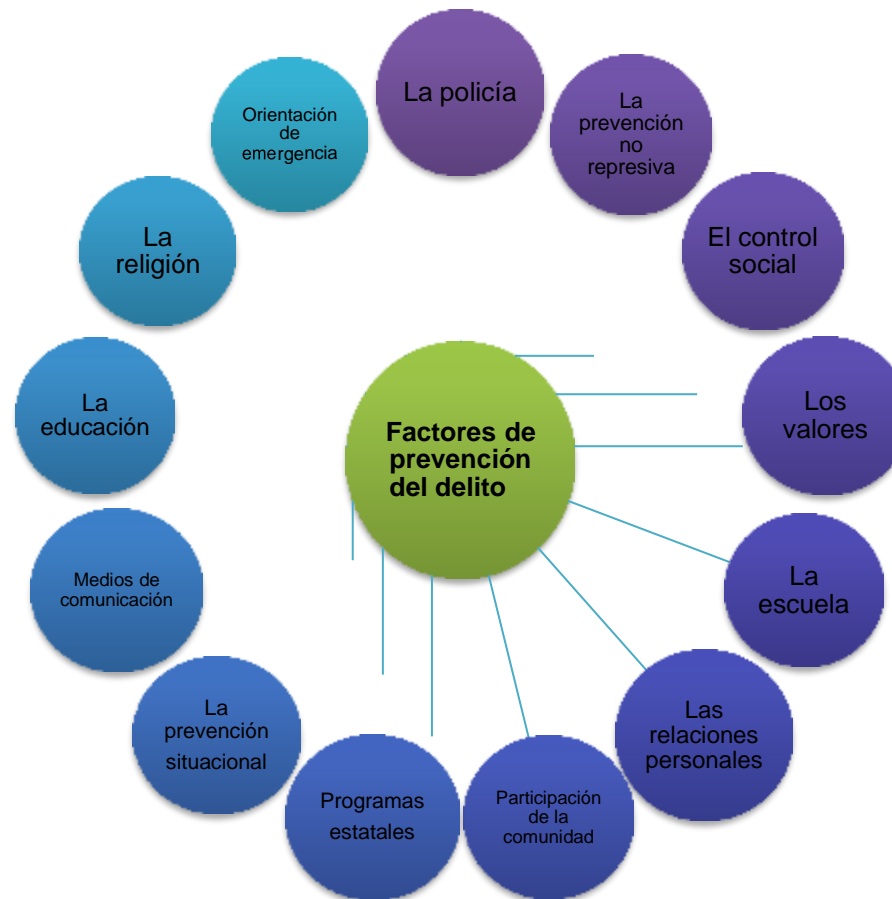 La policía
La
prevención
no
represiva
El control
social
Los
valores
La
escuela
Las
relaciones
personales
Participación
de la
comunidad
Programas
estatales
La
prevención
situacional
Medios de
comunicación
La
educación
La
religión
Orientación
de
emergencia
Factores de
prevención
del delito